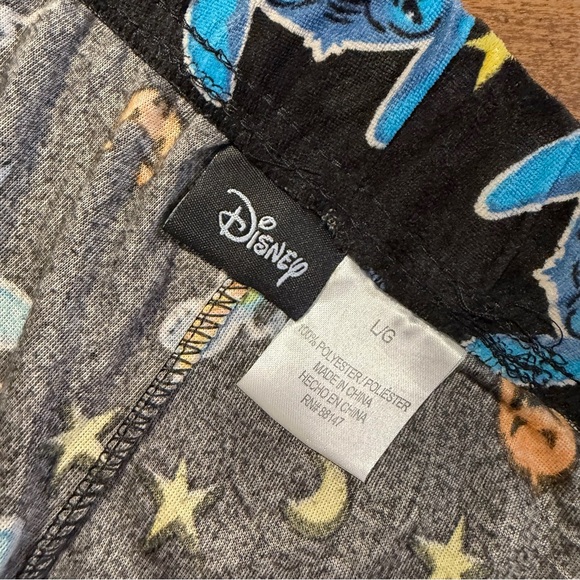 Disney
L/G
100% POLYESTER/POLIÉSTER
MADE IN CHINA
HECHO EN CHINA
RN# 88147